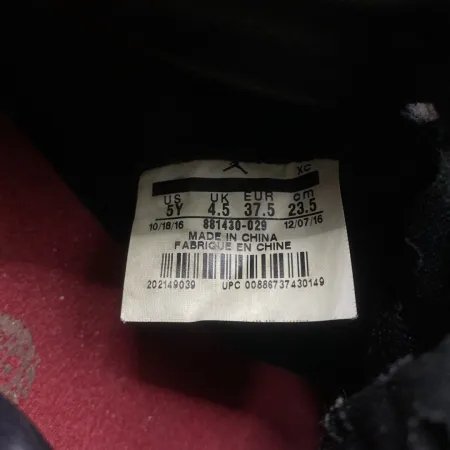 XC
US UK EUR cm
5Y 4.5 37.5 23.5
10/18/16 881430-029 12/07/16
MADE IN CHINA
FABRIQUE EN CHINE
202149039 UPC 00886737430149